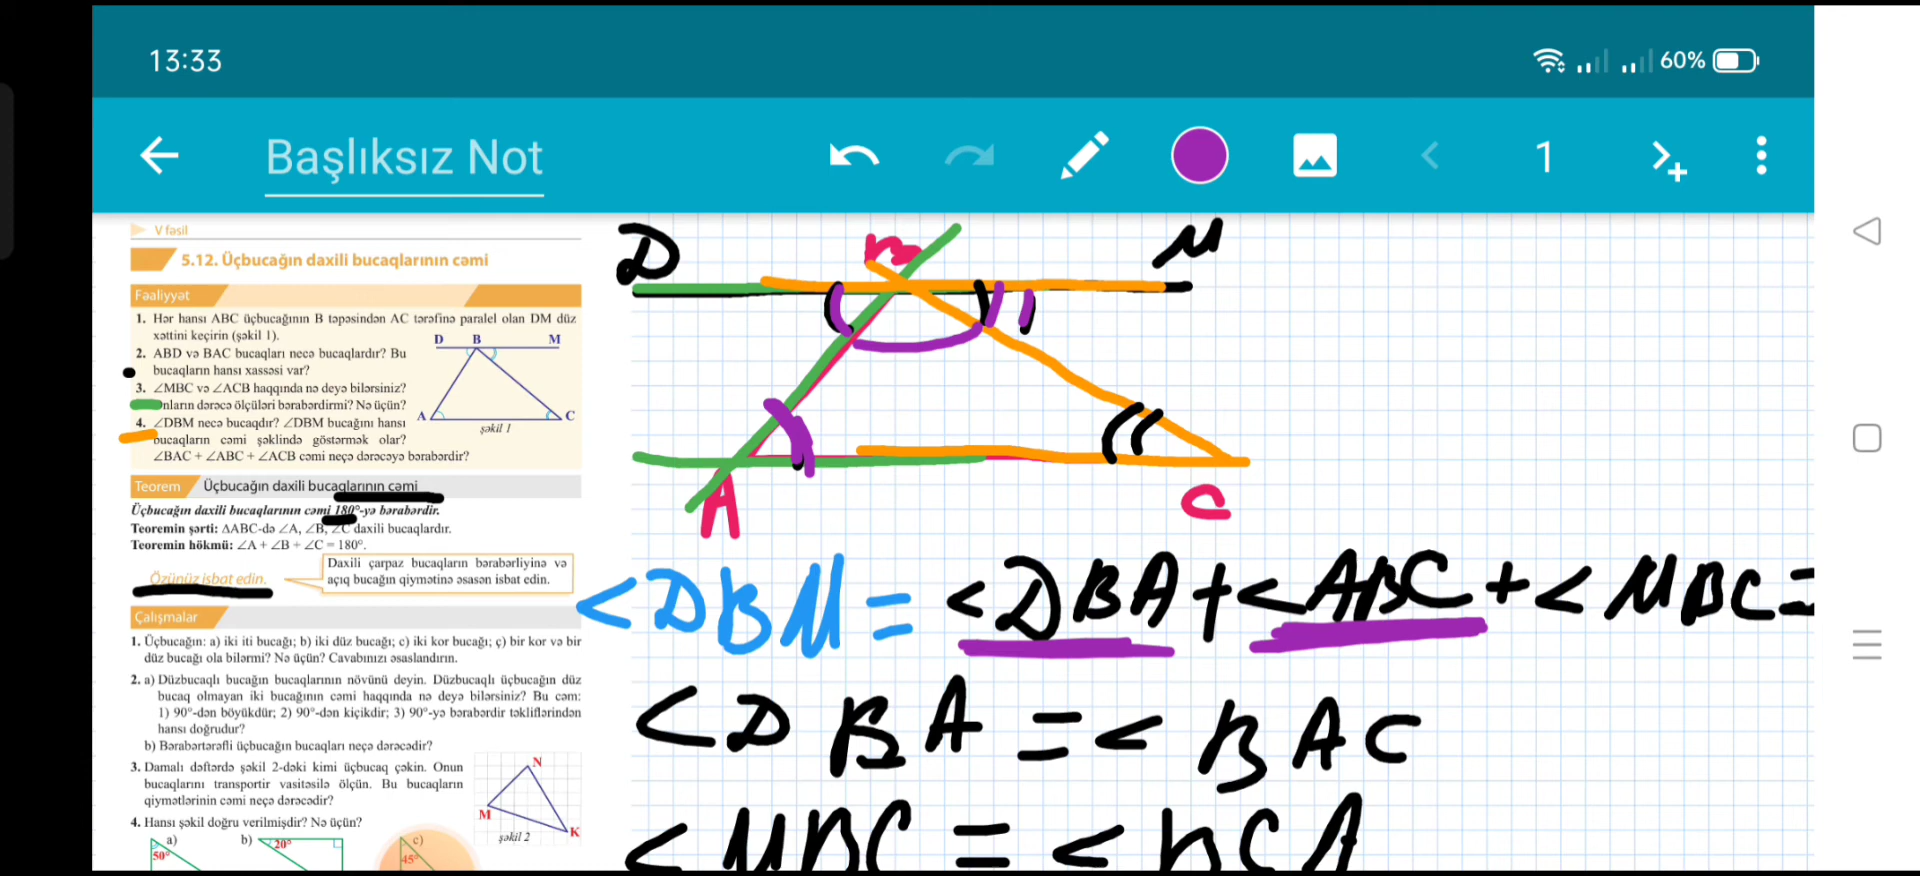 13:33
60%
Başlıksız Not
1
V fəsil
5.12. Üçbucağın daxili bucaqlarının cəmi
Fəaliyyət
1. Hər hansı ABC üçbucağının B təpəsindən AC tərəfinə paralel olan DM düz
xəttini keçirin (şəkil 1).
2. ABD və BAC bucaqları necə bucaqlardır? Bu
bucaqların hansı xassəsi var?
3. ∠MBC və ∠ACB haqqında nə deyə bilərsiniz?
Onların dərəcə ölçüləri bərabərdirmi? Nə üçün?
4. ∠DBM necə bucaqdır? ∠DBM bucağını hansı
bucaqların cəmi şəklində göstərmək olar?
∠BAC + ∠ABC + ∠ACB cəmi neçə dərəcəyə bərabərdir?
D B M
A C
şəkil 1
Teorem Üçbucağın daxili bucaqlarının cəmi
Üçbucağın daxili bucaqlarının cəmi 180°-yə bərabərdir.
Teoremin şərti: ΔABC-də ∠A, ∠B, ∠C daxili bucaqlardır.
Teoremin hökmü: ∠A + ∠B + ∠C = 180°.
Özünüz isbat edin.
Daxili çarpaz bucaqların bərabərliyinə və
açıq bucağın qiymətinə əsasən isbat edin.
Çalışmalar
1. Üçbucağın: a) iki iti bucağı; b) iki düz bucağı; c) iki kor bucağı; ç) bir kor və bir
düz bucağı ola bilərmi? Nə üçün? Cavabınızı əsaslandırın.
2. a) Düzbucaqlı bucağın bucaqlarının növünü deyin. Düzbucaqlı üçbucağın düz
bucaq olmayan iki bucağının cəmi haqqında nə deyə bilərsiniz? Bu cəm:
1) 90°-dən böyükdür; 2) 90°-dən kiçikdir; 3) 90°-yə bərabərdir təkliflərindən
hansı doğrudur?
b) Bərabərtərəfli üçbucağın bucaqları neçə dərəcədir?
3. Damalı dəftərdə şəkil 2-dəki kimi üçbucaq çəkin. Onun
bucaqlarını transportir vasitəsilə ölçün. Bu bucaqların
qiymətlərinin cəmi neçə dərəcədir?
N
M
K
şəkil 2
4. Hansı şəkil doğru verilmişdir? Nə üçün?
a) b) c)
50° 20° 45°
D B M
A C
<DBM = <DBA+<ABC+<MBC=
<DBA=<BAC
<MBC=<BCA